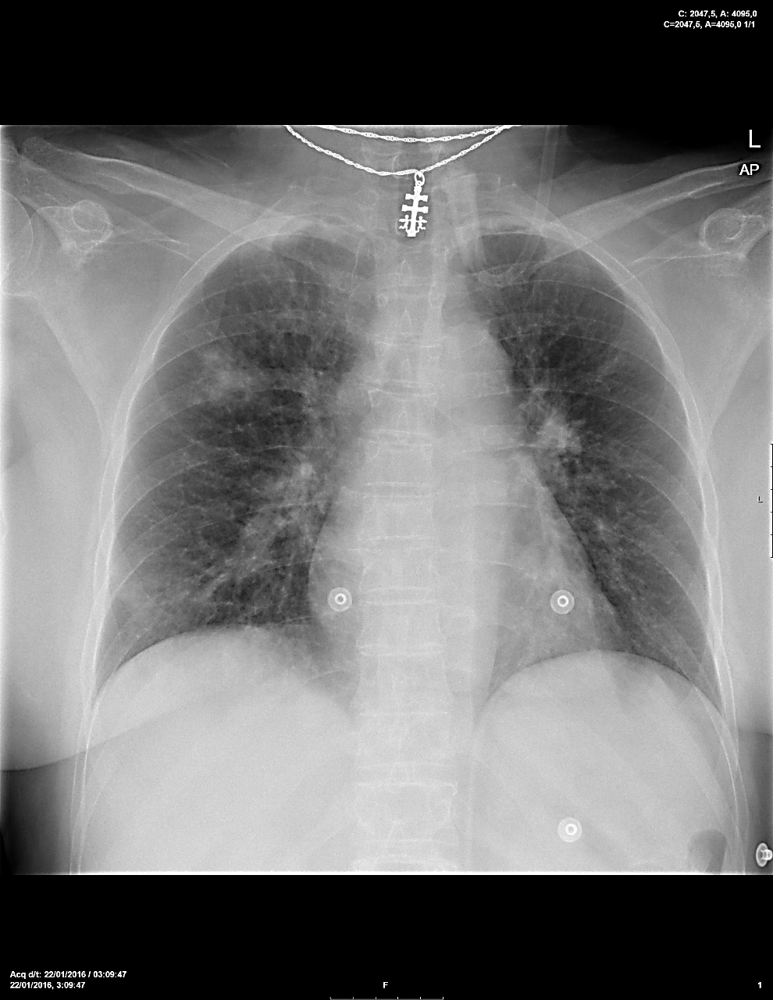 C: 2047,5, A: 4095,0
C=2047,5, A=4095,0 1/1
L
AP
L
Acq d/t: 22/01/2016 / 03:09:47
22/01/2016, 3:09:47
F
1